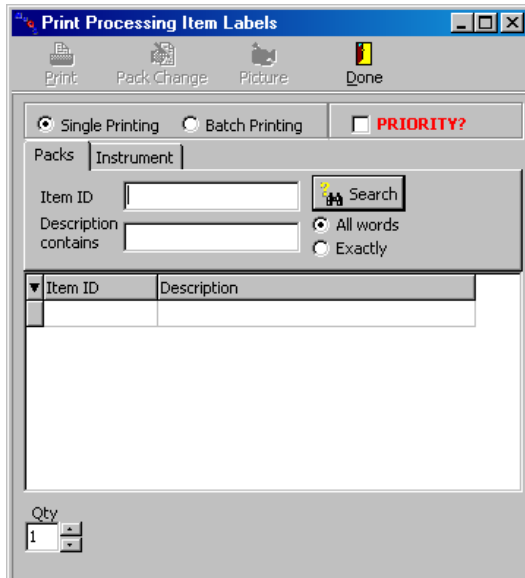 Print Processing Item Labels
Print Pack Change Picture Done
Single Printing Batch Printing PRIORITY?
Packs Instrument
Item ID Search
Description contains All words
Exactly
Item ID Description
Qty
1